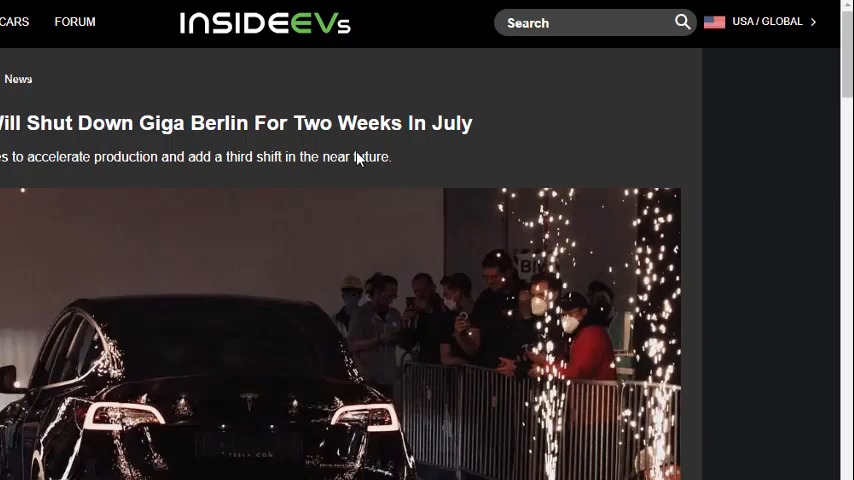 CARS FORUM INSIDEEVs Search USA / GLOBAL
News
Will Shut Down Giga Berlin For Two Weeks In July
es to accelerate production and add a third shift in the near future.